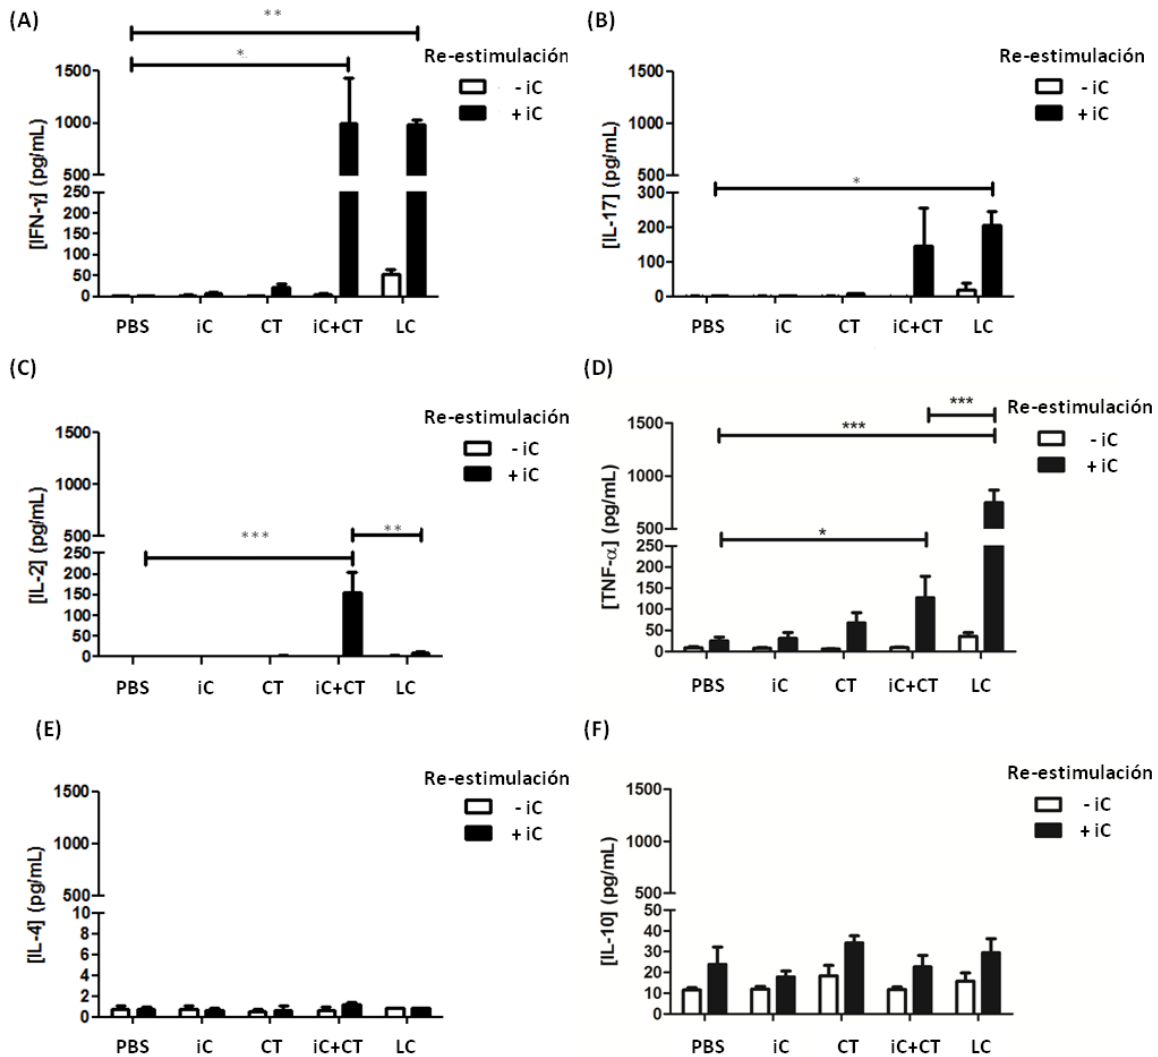 (A)
** 
*
Re-estimulación
- iC
+ iC
[IFN-γ] (pg/mL)
1500
1000
500
250
200
150
100
50
0
PBS iC CT iC+CT LC
(B)
Re-estimulación
- iC
+ iC
*
[IL-17] (pg/mL)
1500
1000
500
300
200
100
0
PBS iC CT iC+CT LC
(C)
Re-estimulación
- iC
+ iC
*** **
[IL-2] (pg/mL)
1500
1000
500
250
200
150
100
50
0
PBS iC CT iC+CT LC
(D)
***
***
*
Re-estimulación
- iC
+ iC
[TNF-α] (pg/mL)
1500
1000
500
250
200
150
100
50
0
PBS iC CT iC+CT LC
(E)
Re-estimulación
- iC
+ iC
[IL-4] (pg/mL)
1500
1000
500
10
8
6
4
2
0
PBS iC CT iC+CT LC
(F)
Re-estimulación
- iC
+ iC
[IL-10] (pg/mL)
1500
1000
500
50
40
30
20
10
0
PBS iC CT iC+CT LC